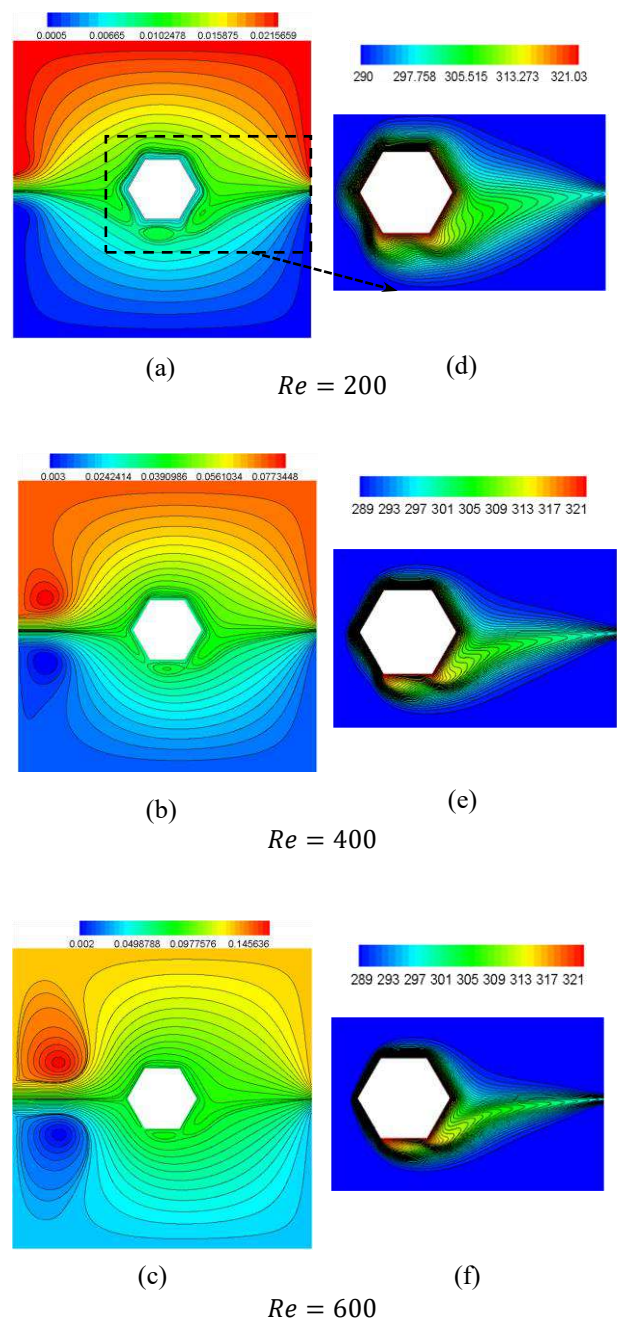 0.0005 0.00665 0.0102478 0.015875 0.0215659
290 297.758 305.515 313.273 321.03
(a) (d)
Re = 200
0.003 0.0242414 0.0390986 0.0561034 0.0773448
289 293 297 301 305 309 313 317 321
(b) (e)
Re = 400
0.002 0.0498788 0.0977576 0.145636
289 293 297 301 305 309 313 317 321
(c) (f)
Re = 600